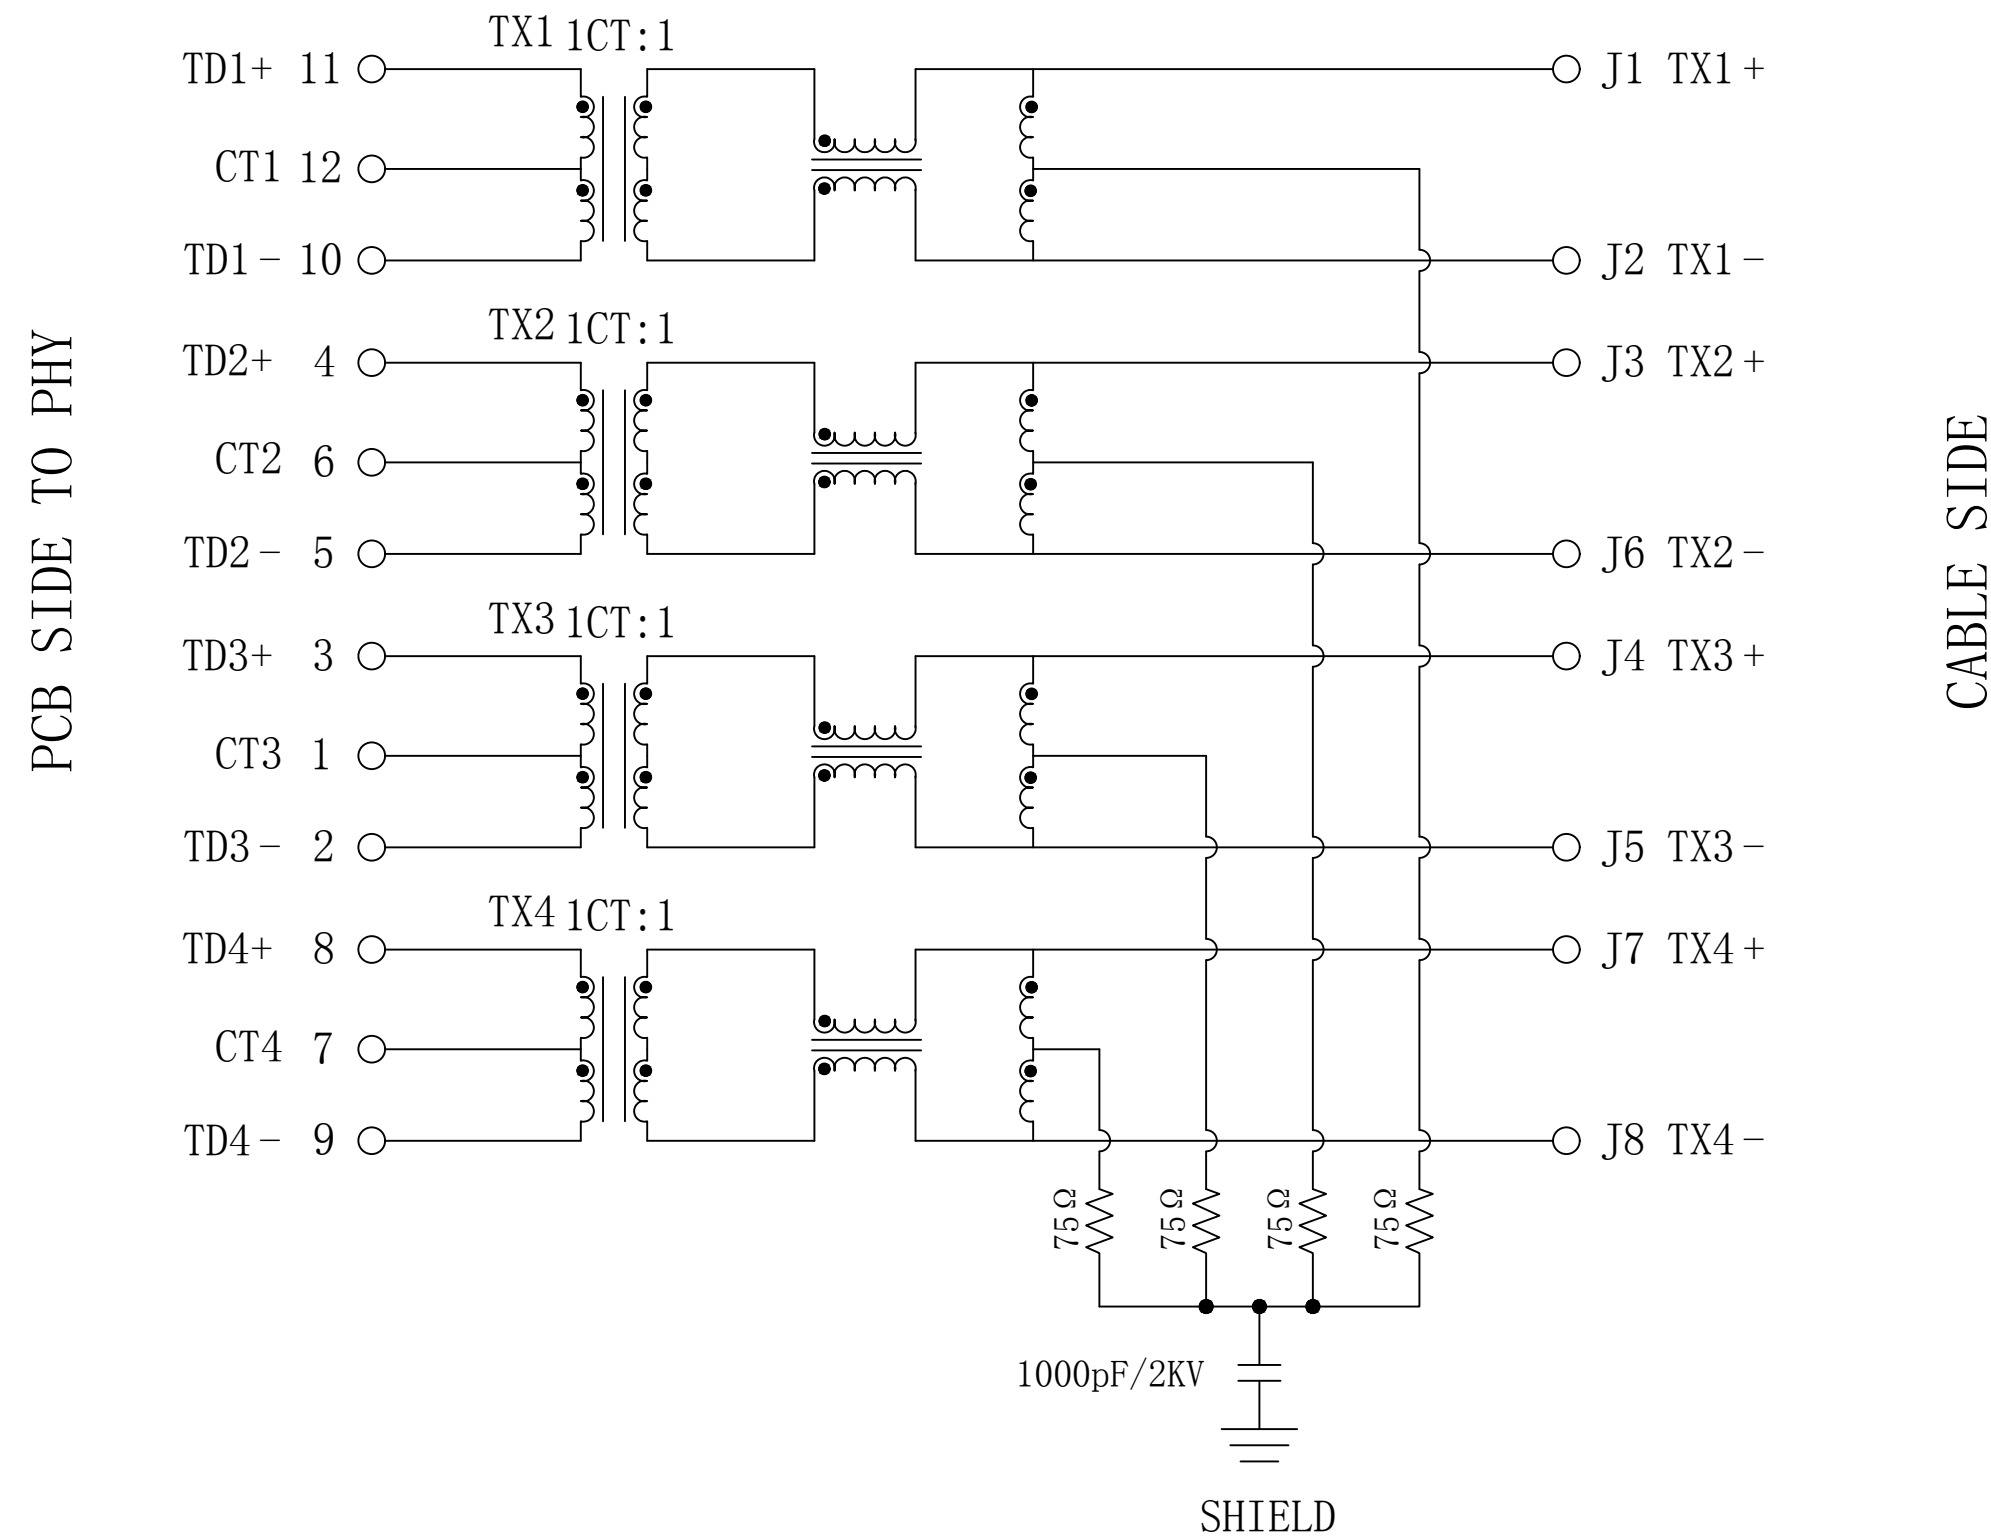 TX1 1CT:1
TD1+ 11
J1 TX1+
CT1 12
TD1- 10
J2 TX1-
TX2 1CT:1
TD2+ 4
J3 TX2+
CT2 6
TD2- 5
J6 TX2-
PCB SIDE TO PHY
CABLE SIDE
TX3 1CT:1
TD3+ 3
J4 TX3+
CT3 1
TD3- 2
J5 TX3-
TX4 1CT:1
TD4+ 8
J7 TX4+
CT4 7
TD4- 9
J8 TX4-
75Ω
75Ω
75Ω
75Ω
1000pF/2KV
SHIELD